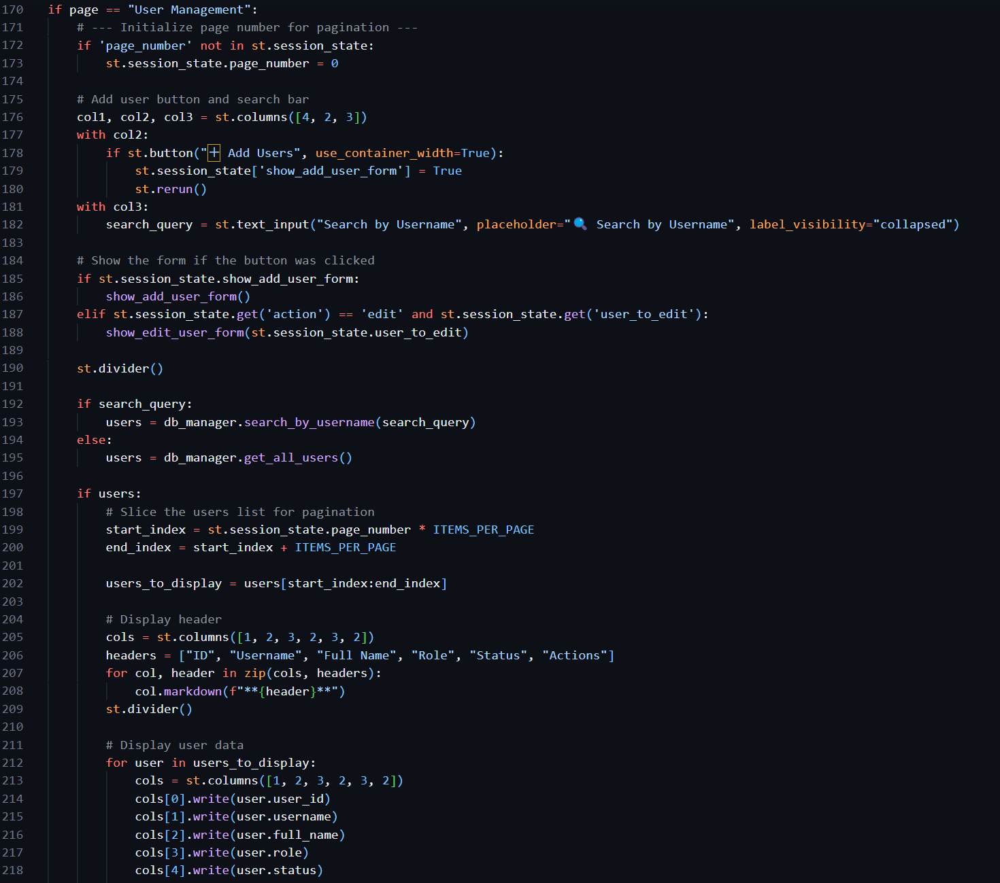 170 if page == "User Management":
171     # --- Initialize page number for pagination ---
172     if 'page_number' not in st.session_state:
173         st.session_state.page_number = 0
174
175     # Add user button and search bar
176     col1, col2, col3 = st.columns([4, 2, 3])
177     with col2:
178         if st.button("＋ Add Users", use_container_width=True):
179             st.session_state['show_add_user_form'] = True
180             st.rerun()
181     with col3:
182         search_query = st.text_input("Search by Username", placeholder="🔍 Search by Username", label_visibility="collapsed")
183
184     # Show the form if the button was clicked
185     if st.session_state.show_add_user_form:
186         show_add_user_form()
187     elif st.session_state.get('action') == 'edit' and st.session_state.get('user_to_edit'):
188         show_edit_user_form(st.session_state.user_to_edit)
189
190     st.divider()
191
192     if search_query:
193         users = db_manager.search_by_username(search_query)
194     else:
195         users = db_manager.get_all_users()
196
197     if users:
198         # Slice the users list for pagination
199         start_index = st.session_state.page_number * ITEMS_PER_PAGE
200         end_index = start_index + ITEMS_PER_PAGE
201
202         users_to_display = users[start_index:end_index]
203
204         # Display header
205         cols = st.columns([1, 2, 3, 2, 3, 2])
206         headers = ["ID", "Username", "Full Name", "Role", "Status", "Actions"]
207         for col, header in zip(cols, headers):
208             col.markdown(f"**{header}**")
209         st.divider()
210
211         # Display user data
212         for user in users_to_display:
213             cols = st.columns([1, 2, 3, 2, 3, 2])
214             cols[0].write(user.user_id)
215             cols[1].write(user.username)
216             cols[2].write(user.full_name)
217             cols[3].write(user.role)
218             cols[4].write(user.status)